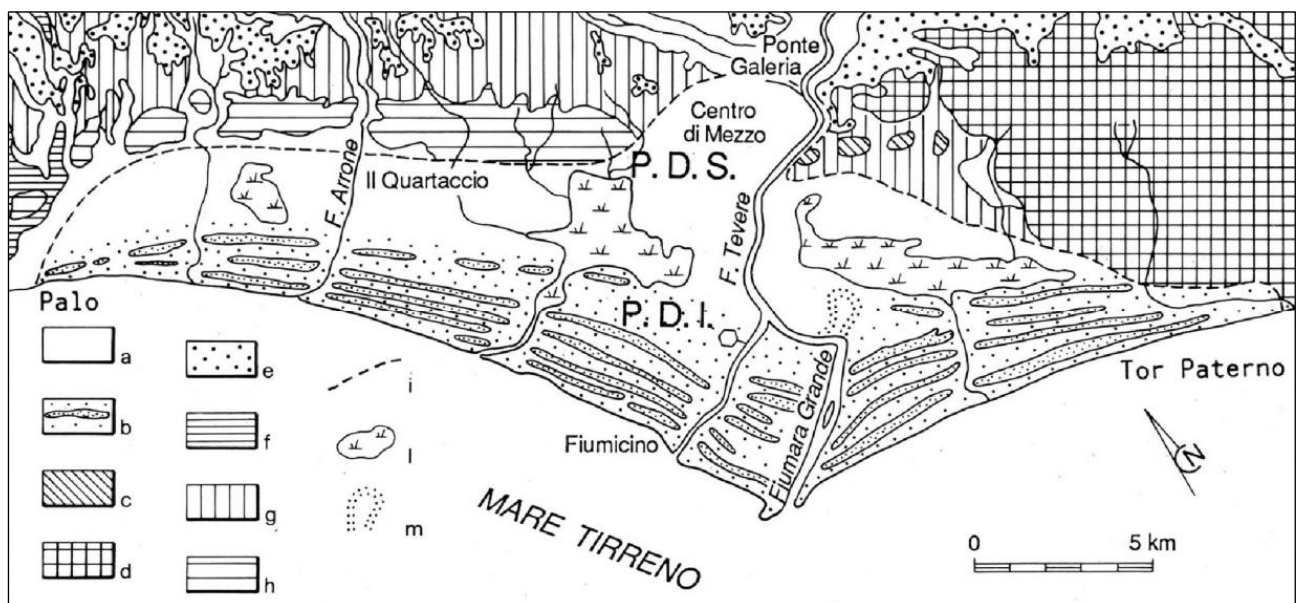 Ponte
Galeria
Centro
di Mezzo
P. D. S.
Il Quartaccio
F. Arrone
F. Tevere
P. D. I.
Palo
Tor Paterno
Fiumicino
Fiumara Grande
MARE TIRRENO
N
0 5 km
a
b
c
d
e
f
g
h
i
l
m